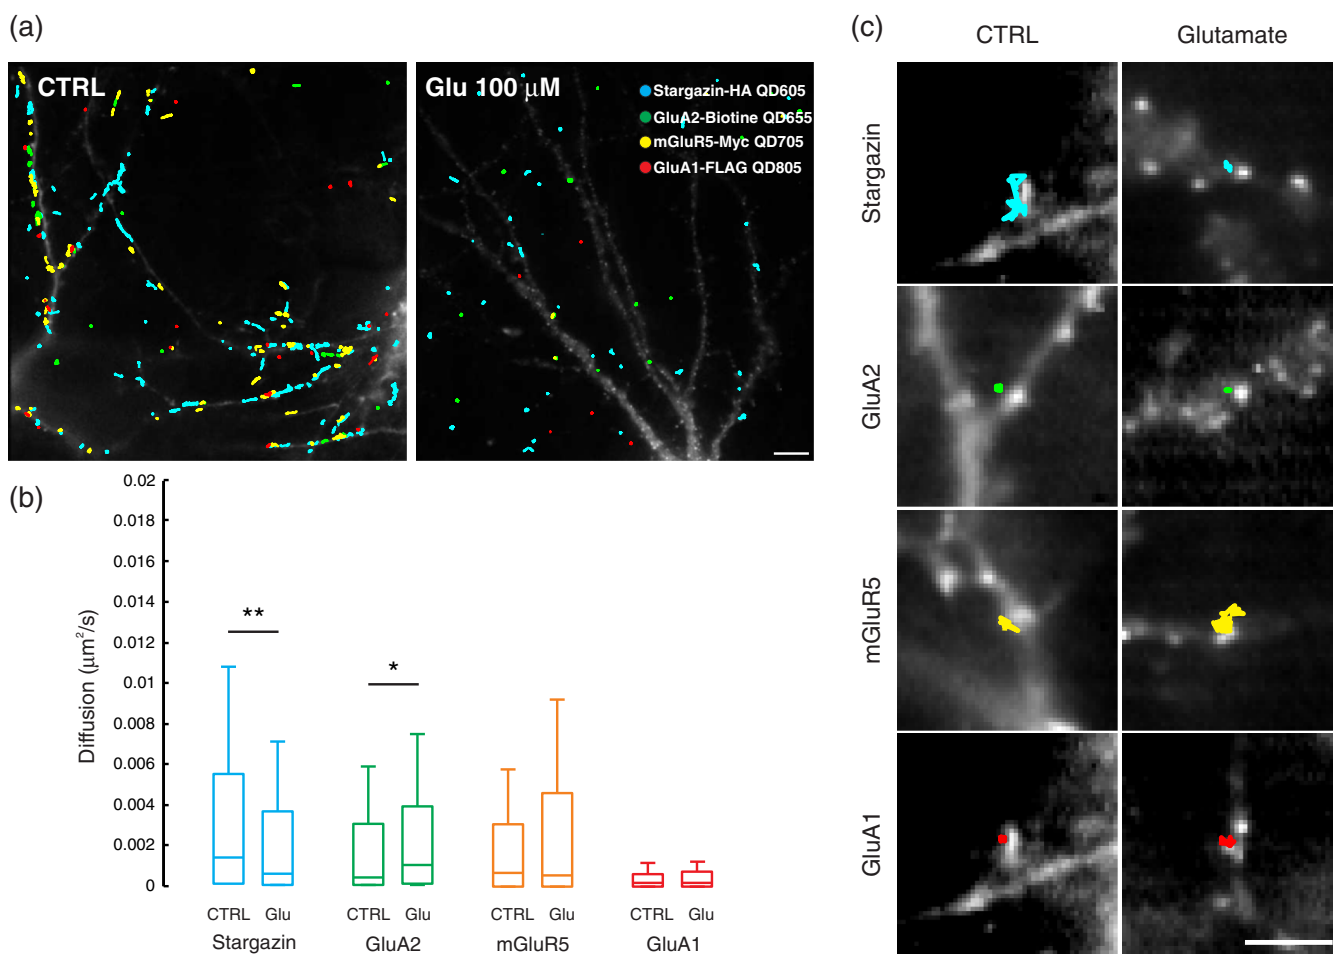 (a)
CTRL
Glu 100 μM
Stargazin-HA QD605
GluA2-Biotine QD655
mGluR5-Myc QD705
GluA1-FLAG QD805
(b)
Diffusion (μm²/s)
0.02
0.018
0.016
0.014
0.012
0.01
0.008
0.006
0.004
0.002
0
**
*
CTRL Glu CTRL Glu CTRL Glu CTRL Glu
Stargazin GluA2 mGluR5 GluA1
(c)
CTRL Glutamate
Stargazin
GluA2
mGluR5
GluA1